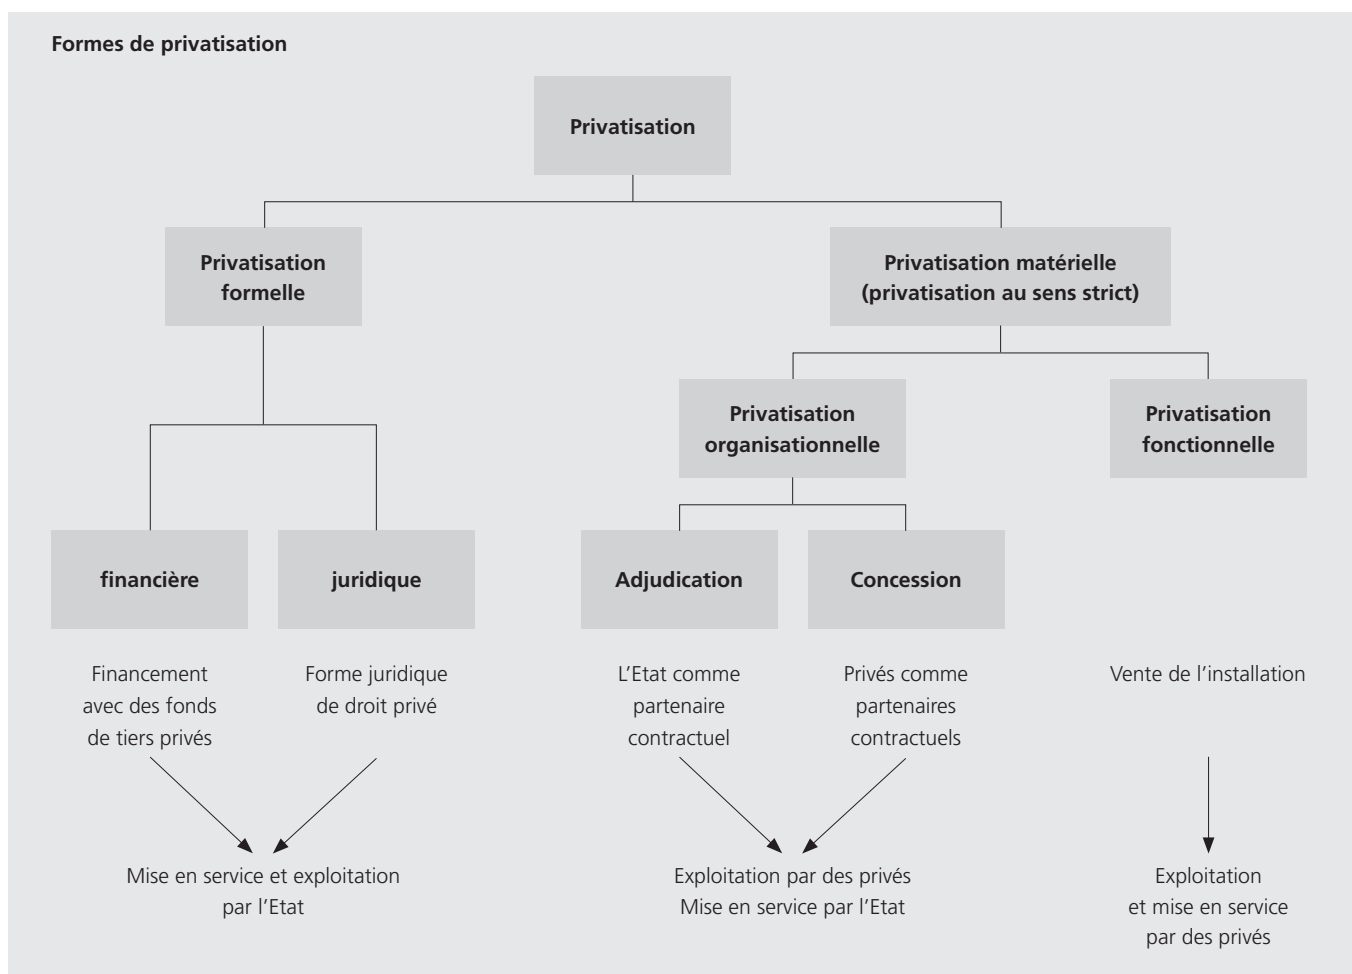 Formes de privatisation
Privatisation
Privatisation
formelle
Privatisation matérielle
(privatisation au sens strict)
Privatisation
organisationnelle
Privatisation
fonctionnelle
financière
juridique
Adjudication
Concession
Financement
avec des fonds
de tiers privés
Forme juridique
de droit privé
L’Etat comme
partenaire
contractuel
Privés comme
partenaires
contractuels
Vente de l’installation
Mise en service et exploitation
par l’Etat
Exploitation par des privés
Mise en service par l’Etat
Exploitation
et mise en service
par des privés